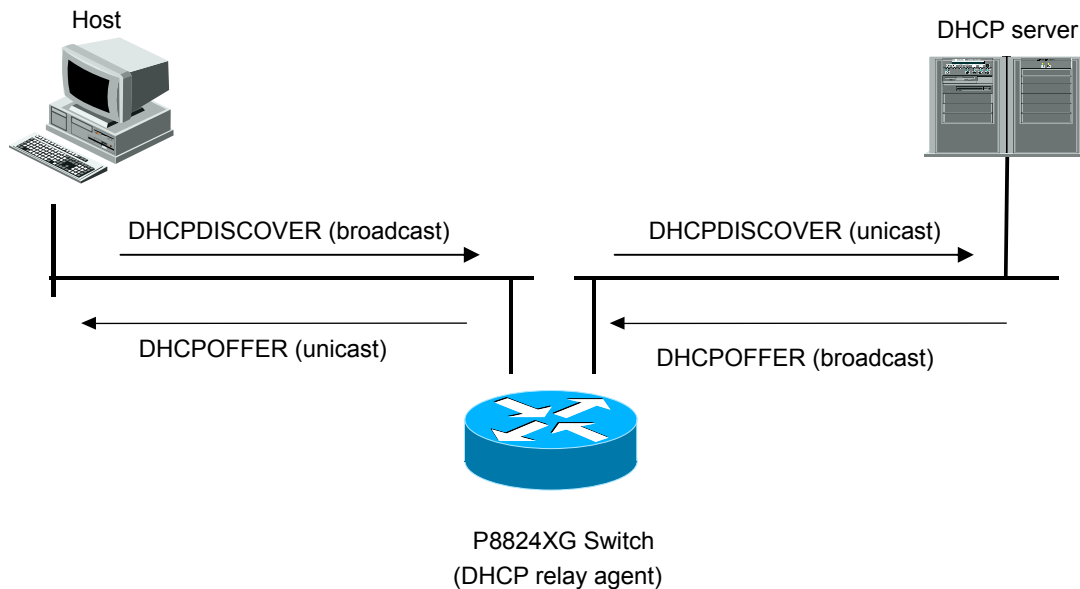 Host
DHCP server
DHCPDISCOVER (broadcast)
DHCPDISCOVER (unicast)
DHCPOFFER (unicast)
DHCPOFFER (broadcast)
P8824XG Switch
(DHCP relay agent)